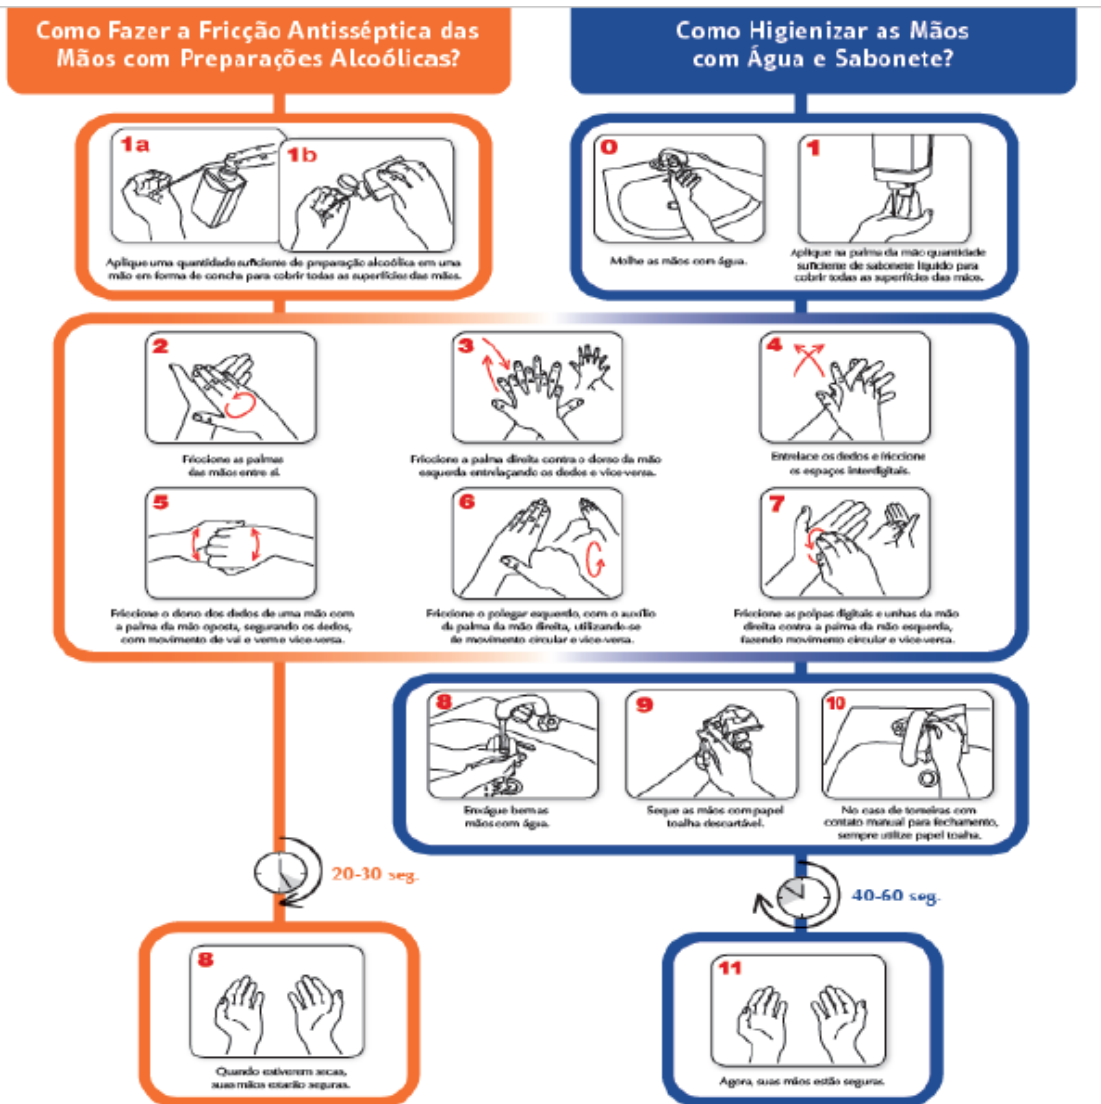 Como Fazer a Fricção Antisséptica das
Mãos com Preparações Alcoólicas?
Como Higienizar as Mãos
com Água e Sabonete?
1a
1b
Aplique uma quantidade suficiente de preparação alcoólica em uma
mão em forma de concha para cobrir todas as superfícies das mãos.
0
Molhe as mãos com água.
1
Aplique na palma da mão quantidade
suficiente de sabonete líquido para
cobrir todas as superfícies das mãos.
2
Friccione as palmas
das mãos entre si.
3
Friccione a palma direita contra o dorso da mão
esquerda entrelaçando os dedos e vice-versa.
4
Entrelace os dedos e friccione
os espaços interdigitais.
5
Friccione o dorso dos dedos de uma mão com
a palma da mão oposta, segurando os dedos,
com movimento de vai e vem e vice-versa.
6
Friccione o polegar esquerdo, com o auxílio
da palma da mão direita, utilizando-se
de movimento circular e vice-versa.
7
Friccione as polpas digitais e unhas da mão
direita contra a palma da mão esquerda,
fazendo movimento circular e vice-versa.
8
Enxágue bem as
mãos com água.
9
Seque as mãos com papel
toalha descartável.
10
No caso de torneiras com
contato manual para fechamento,
sempre utilize papel toalha.
20-30 seg.
40-60 seg.
8
Quando estiverem secas,
suas mãos estarão seguras.
11
Agora, suas mãos estão seguras.